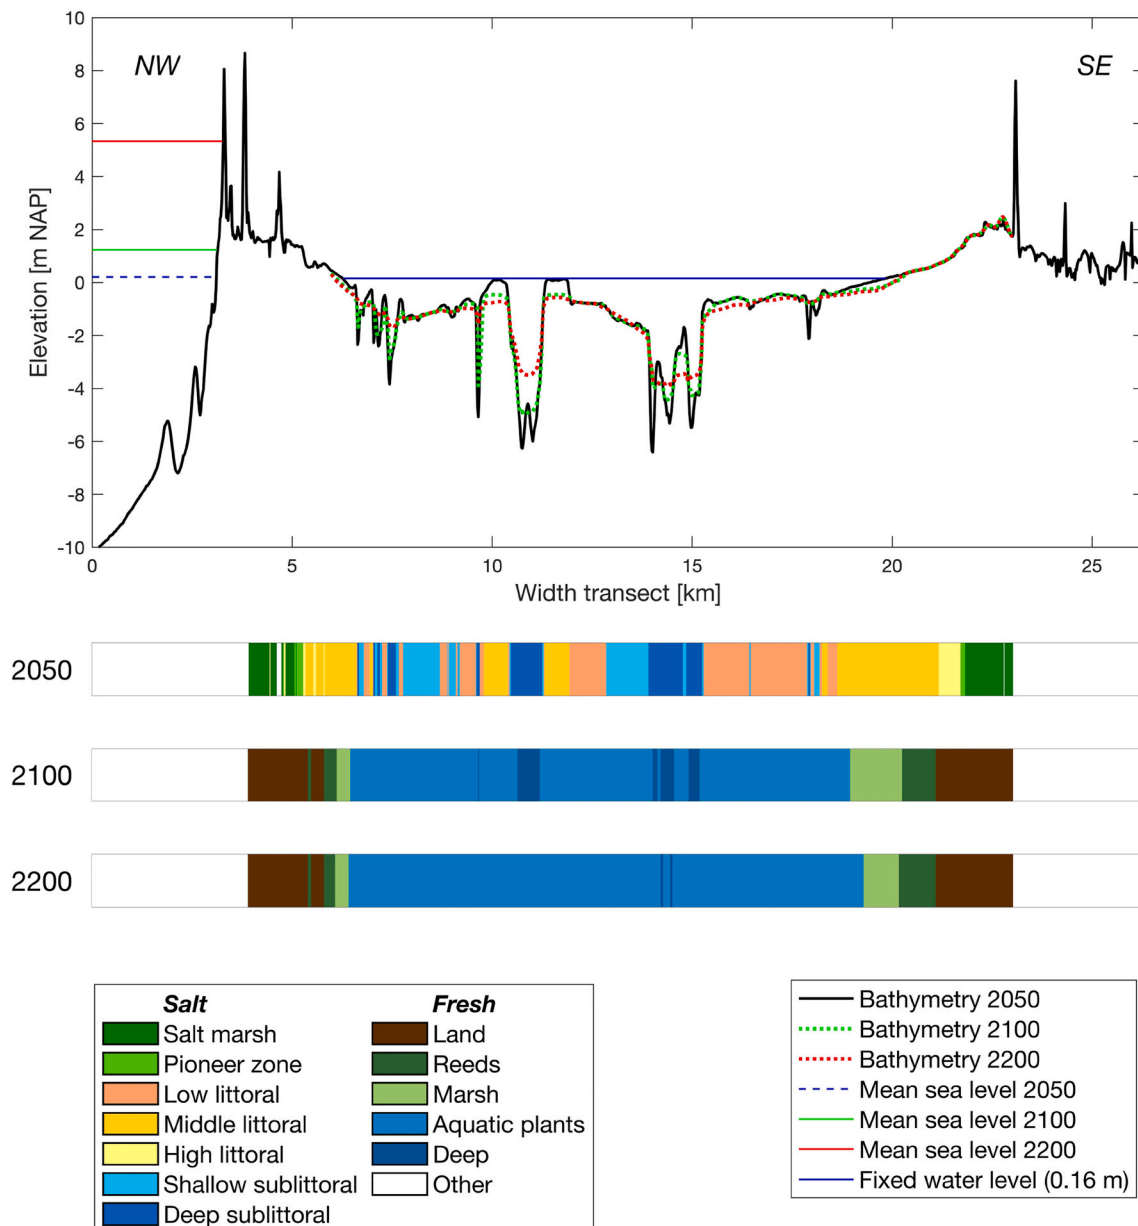 10
8
6
4
2
0
-2
-4
-6
-8
-10
Elevation [m NAP]
NW
SE
0 5 10 15 20 25
Width transect [km]
2050
2100
2200
Salt Fresh
Salt marsh Land
Pioneer zone Reeds
Low littoral Marsh
Middle littoral Aquatic plants
High littoral Deep
Shallow sublittoral Other
Deep sublittoral
Bathymetry 2050
Bathymetry 2100
Bathymetry 2200
Mean sea level 2050
Mean sea level 2100
Mean sea level 2200
Fixed water level (0.16 m)